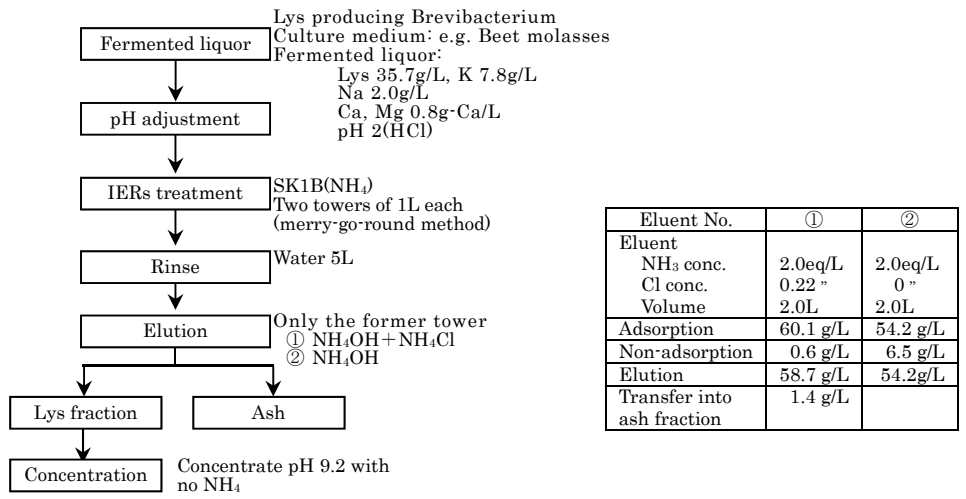 Lys producing Brevibacterium
Fermented liquor
Culture medium: e.g. Beet molasses
Fermented liquor:
Lys 35.7g/L, K 7.8g/L
Na 2.0g/L
Ca, Mg 0.8g-Ca/L
pH 2(HCl)
pH adjustment
IERs treatment
SK1B(NH₄)
Two towers of 1L each
(merry-go-round method)
Rinse
Water 5L
Elution
Only the former tower
① NH₄OH+NH₄Cl
② NH₄OH
Lys fraction
Ash
Concentration
Concentrate pH 9.2 with
no NH₄
Eluent No. ① ②
Eluent
NH₃ conc. 2.0eq/L 2.0eq/L
Cl conc. 0.22 " 0 "
Volume 2.0L 2.0L
Adsorption 60.1 g/L 54.2 g/L
Non-adsorption 0.6 g/L 6.5 g/L
Elution 58.7 g/L 54.2g/L
Transfer into 1.4 g/L
ash fraction